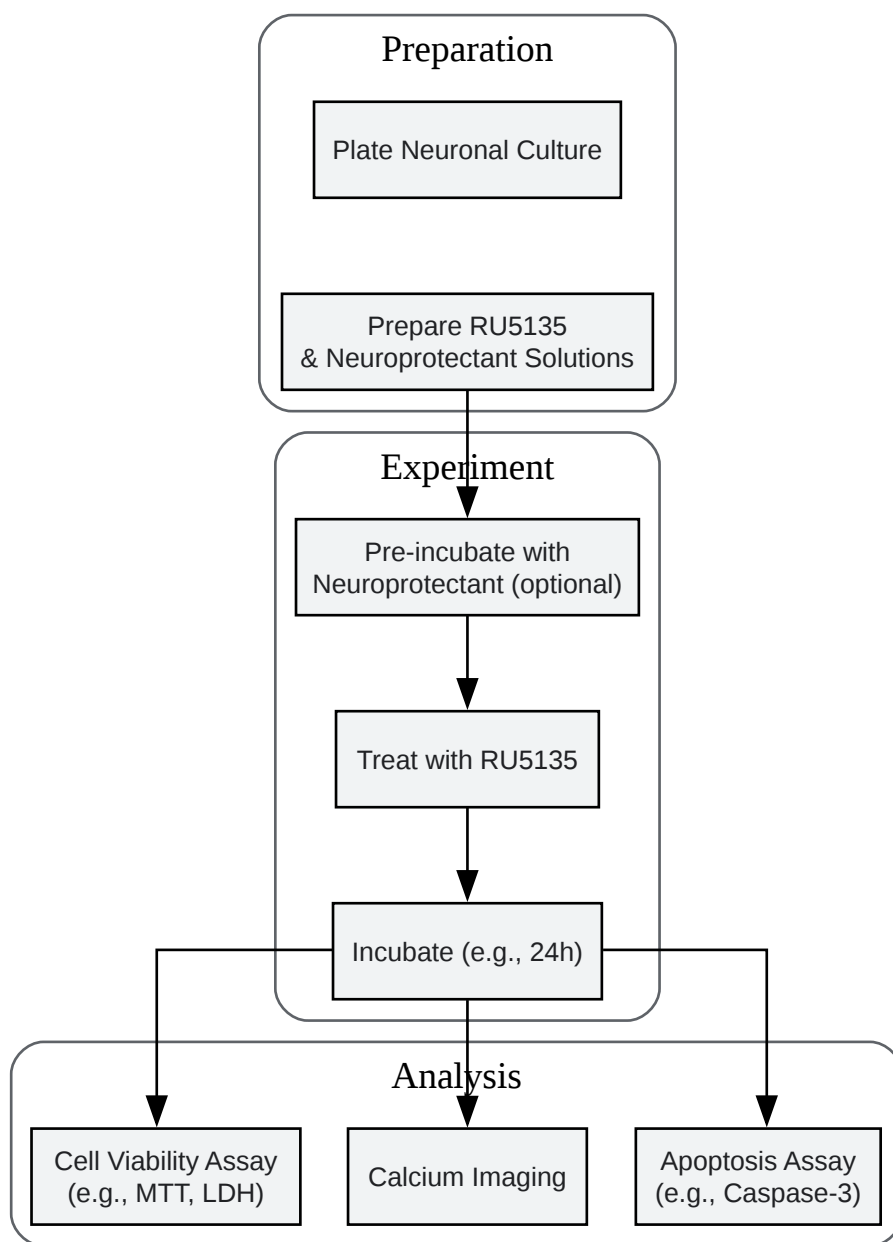 Preparation
Plate Neuronal Culture
Prepare RU5135
& Neuroprotectant Solutions
Experiment
Pre-incubate with
Neuroprotectant (optional)
Treat with RU5135
Incubate (e.g., 24h)
Analysis
Cell Viability Assay
(e.g., MTT, LDH)
Calcium Imaging
Apoptosis Assay
(e.g., Caspase-3)